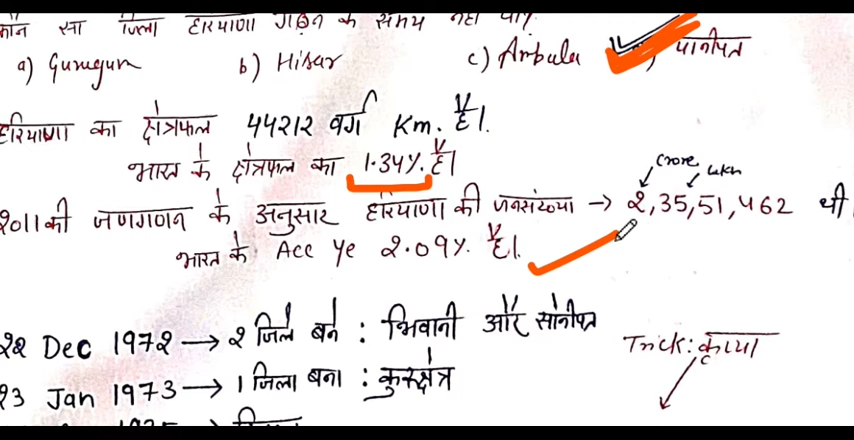 कौन सा जिला हरियाणा गठन के समय नही था?
a) Gurugum b) Hisar c) Ambala d) पानीपत
हरियाणा का क्षेत्रफल 44212 वर्ग Km. है।
भारत के क्षेत्रफल का 1.34%. है।
Crore Lakh
2011 की जणगणन के अनुसार हरियाणा की जनसंख्या → 2,35,51,462 थी
भारत के Acc Ye 2.09%. है।
22 Dec 1972 → 2 जिले बने : भिवानी और सोनीपत
Trick: केाया
23 Jan 1973 → 1 जिला बना : कुरुक्षेत्र